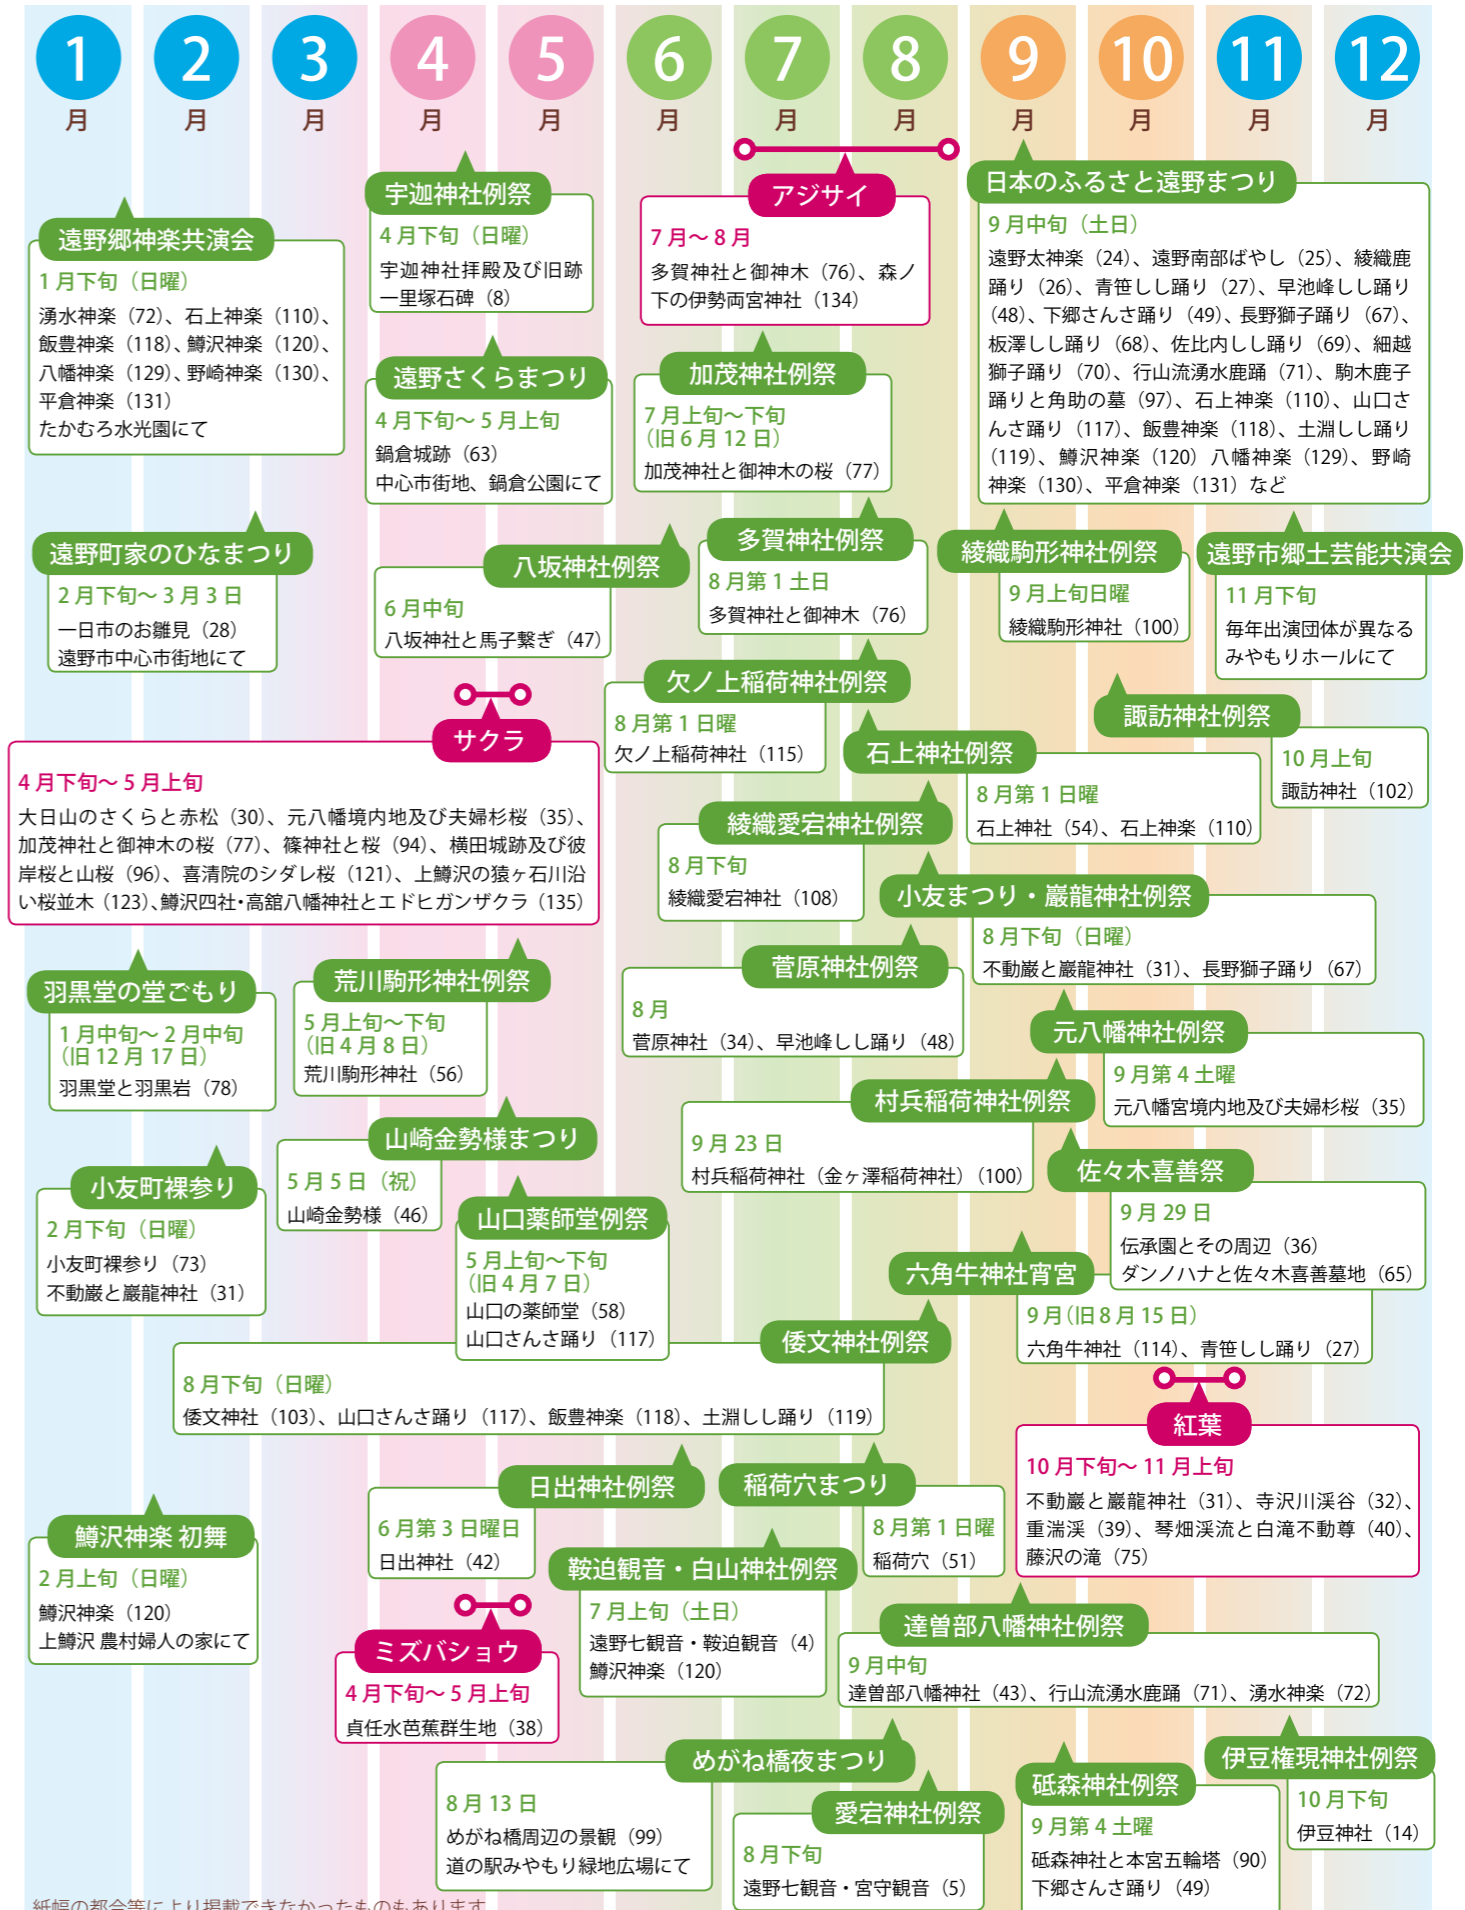 1 2 3 4 5 6 7 8 9 10 11 12
月 月 月 月 月 月 月 月 月 月 月 月
遠野郷神楽共演会
1月下旬（日曜）
湧水神楽（72）、石上神楽（110）、
飯豊神楽（118）、鱒沢神楽（120）、
八幡神楽（129）、野崎神楽（130）、
平倉神楽（131）
たかむろ水光園にて
宇迦神社例祭
4月下旬（日曜）
宇迦神社拝殿及び旧跡
一里塚石碑（8）
アジサイ
7月～8月
多賀神社と御神木（76）、森ノ
下の伊勢両宮神社（134）
日本のふるさと遠野まつり
9月中旬（土日）
遠野太神楽（24）、遠野南部ばやし（25）、綾織鹿
踊り（26）、青笹しし踊り（27）、早池峰しし踊り
（48）、下郷さんさ踊り（49）、長野獅子踊り（67）、
板澤しし踊り（68）、佐比内しし踊り（69）、細越
獅子踊り（70）、行山流湧水鹿踊（71）、駒木鹿子
踊りと角助の墓（97）、石上神楽（110）、山口さ
んさ踊り（117）、飯豊神楽（118）、土淵しし踊り
（119）、鱒沢神楽（120）八幡神楽（129）、野崎
神楽（130）、平倉神楽（131）など
遠野さくらまつり
4月下旬～5月上旬
鍋倉城跡（63）
中心市街地、鍋倉公園にて
加茂神社例祭
7月上旬～下旬
（旧6月12日）
加茂神社と御神木の桜（77）
遠野町家のひなまつり
2月下旬～3月3日
一日市のお雛見（28）
遠野市中心市街地にて
八坂神社例祭
6月中旬
八坂神社と馬子繋ぎ（47）
多賀神社例祭
8月第1土日
多賀神社と御神木（76）
綾織駒形神社例祭
9月上旬日曜
綾織駒形神社（100）
遠野市郷土芸能共演会
11月下旬
毎年出演団体が異なる
みやもりホールにて
サクラ
4月下旬～5月上旬
大日山のさくらと赤松（30）、元八幡境内地及び夫婦杉桜（35）、
加茂神社と御神木の桜（77）、篠神社と桜（94）、横田城跡及び彼
岸桜と山桜（96）、喜清院のシダレ桜（121）、上鱒沢の猿ヶ石川沿
い桜並木（123）、鱒沢四社・高舘八幡神社とエドヒガンザクラ（135）
欠ノ上稲荷神社例祭
8月第1日曜
欠ノ上稲荷神社（115）
石上神社例祭
8月第1日曜
石上神社（54）、石上神楽（110）
諏訪神社例祭
10月上旬
諏訪神社（102）
綾織愛宕神社例祭
8月下旬
綾織愛宕神社（108）
小友まつり・巖龍神社例祭
8月下旬（日曜）
不動巖と巖龍神社（31）、長野獅子踊り（67）
羽黒堂の堂ごもり
1月中旬～2月中旬
（旧12月17日）
羽黒堂と羽黒岩（78）
荒川駒形神社例祭
5月上旬～下旬
（旧4月8日）
荒川駒形神社（56）
菅原神社例祭
8月
菅原神社（34）、早池峰しし踊り（48）
元八幡神社例祭
9月第4土曜
元八幡宮境内地及び夫婦杉桜（35）
村兵稲荷神社例祭
9月23日
村兵稲荷神社（金ヶ澤稲荷神社）（100）
山崎金勢様まつり
5月5日（祝）
山崎金勢様（46）
小友町裸参り
2月下旬（日曜）
小友町裸参り（73）
不動巖と巖龍神社（31）
山口薬師堂例祭
5月上旬～下旬
（旧4月7日）
山口の薬師堂（58）
山口さんさ踊り（117）
佐々木喜善祭
9月29日
伝承園とその周辺（36）
ダンノハナと佐々木喜善墓地（65）
六角牛神社宵宮
9月（旧8月15日）
六角牛神社（114）、青笹しし踊り（27）
倭文神社例祭
8月下旬（日曜）
倭文神社（103）、山口さんさ踊り（117）、飯豊神楽（118）、土淵しし踊り（119）
紅葉
10月下旬～11月上旬
不動巖と巖龍神社（31）、寺沢川渓谷（32）、
重湍渓（39）、琴畑渓流と白滝不動尊（40）、
藤沢の滝（75）
日出神社例祭
6月第3日曜日
日出神社（42）
稲荷穴まつり
8月第1日曜
稲荷穴（51）
鱒沢神楽 初舞
2月上旬（日曜）
鱒沢神楽（120）
上鱒沢 農村婦人の家にて
鞍迫観音・白山神社例祭
7月上旬（土日）
遠野七観音・鞍迫観音（4）
鱒沢神楽（120）
ミズバショウ
4月下旬～5月上旬
貞任水芭蕉群生地（38）
達曽部八幡神社例祭
9月中旬
達曽部八幡神社（43）、行山流湧水鹿踊（71）、湧水神楽（72）
めがね橋夜まつり
8月13日
めがね橋周辺の景観（99）
道の駅みやもり緑地広場にて
愛宕神社例祭
8月下旬
遠野七観音・宮守観音（5）
砥森神社例祭
9月第4土曜
砥森神社と本宮五輪塔（90）
下郷さんさ踊り（49）
伊豆権現神社例祭
10月下旬
伊豆神社（14）
紙幅の都合等により掲載できなかったものもあります